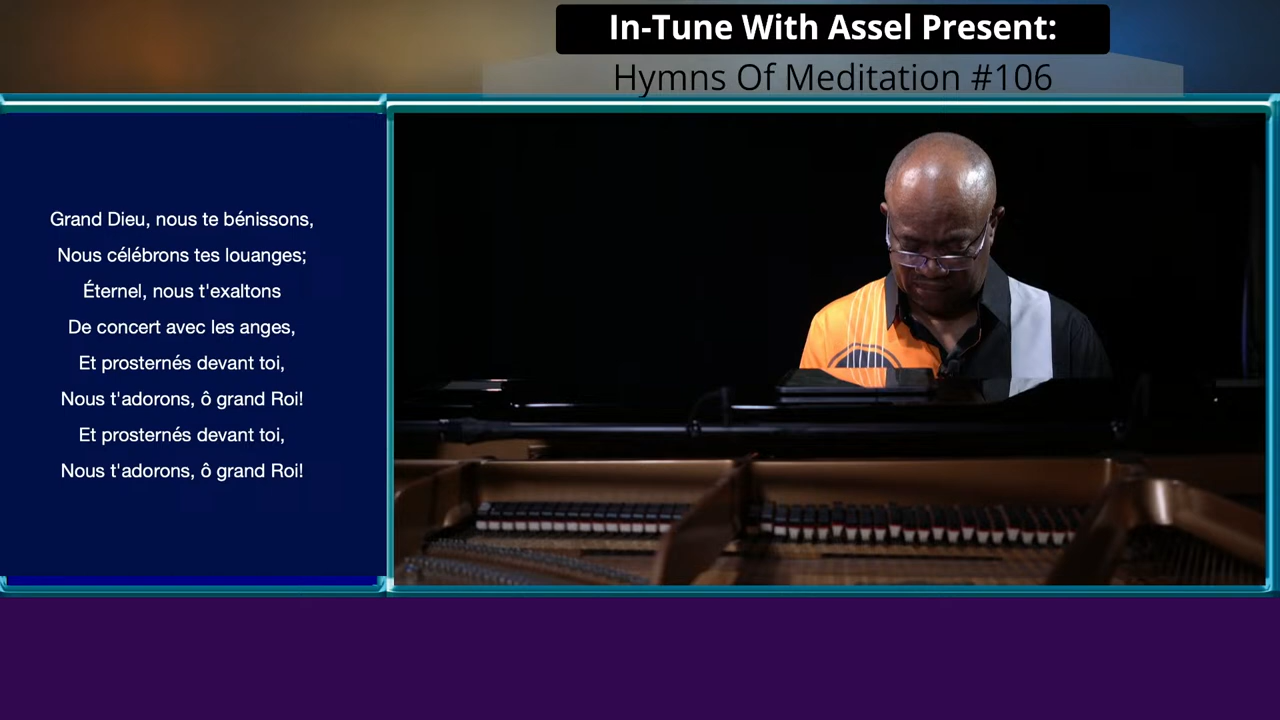 In-Tune With Assel Present:
Hymns Of Meditation #106
Grand Dieu, nous te bénissons,
Nous célébrons tes louanges;
Éternel, nous t'exaltons
De concert avec les anges,
Et prosternés devant toi,
Nous t'adorons, ô grand Roi!
Et prosternés devant toi,
Nous t'adorons, ô grand Roi!